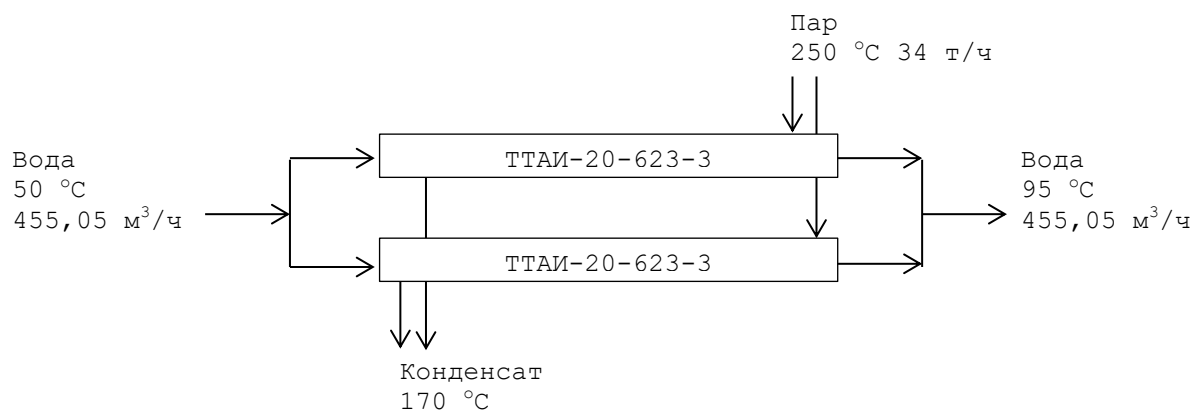 Пар
250 °С 34 т/ч
ТТАИ-20-623-3
Вода
50 °С
455,05 м³/ч
Вода
95 °С
455,05 м³/ч
ТТАИ-20-623-3
Конденсат
170 °С